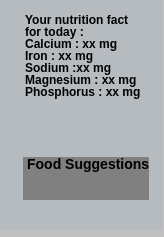 Your nutrition fact
for today :
Calcium : xx mg
Iron : xx mg
Sodium :xx mg
Magnesium : xx mg
Phosphorus : xx mg
Food Suggestions